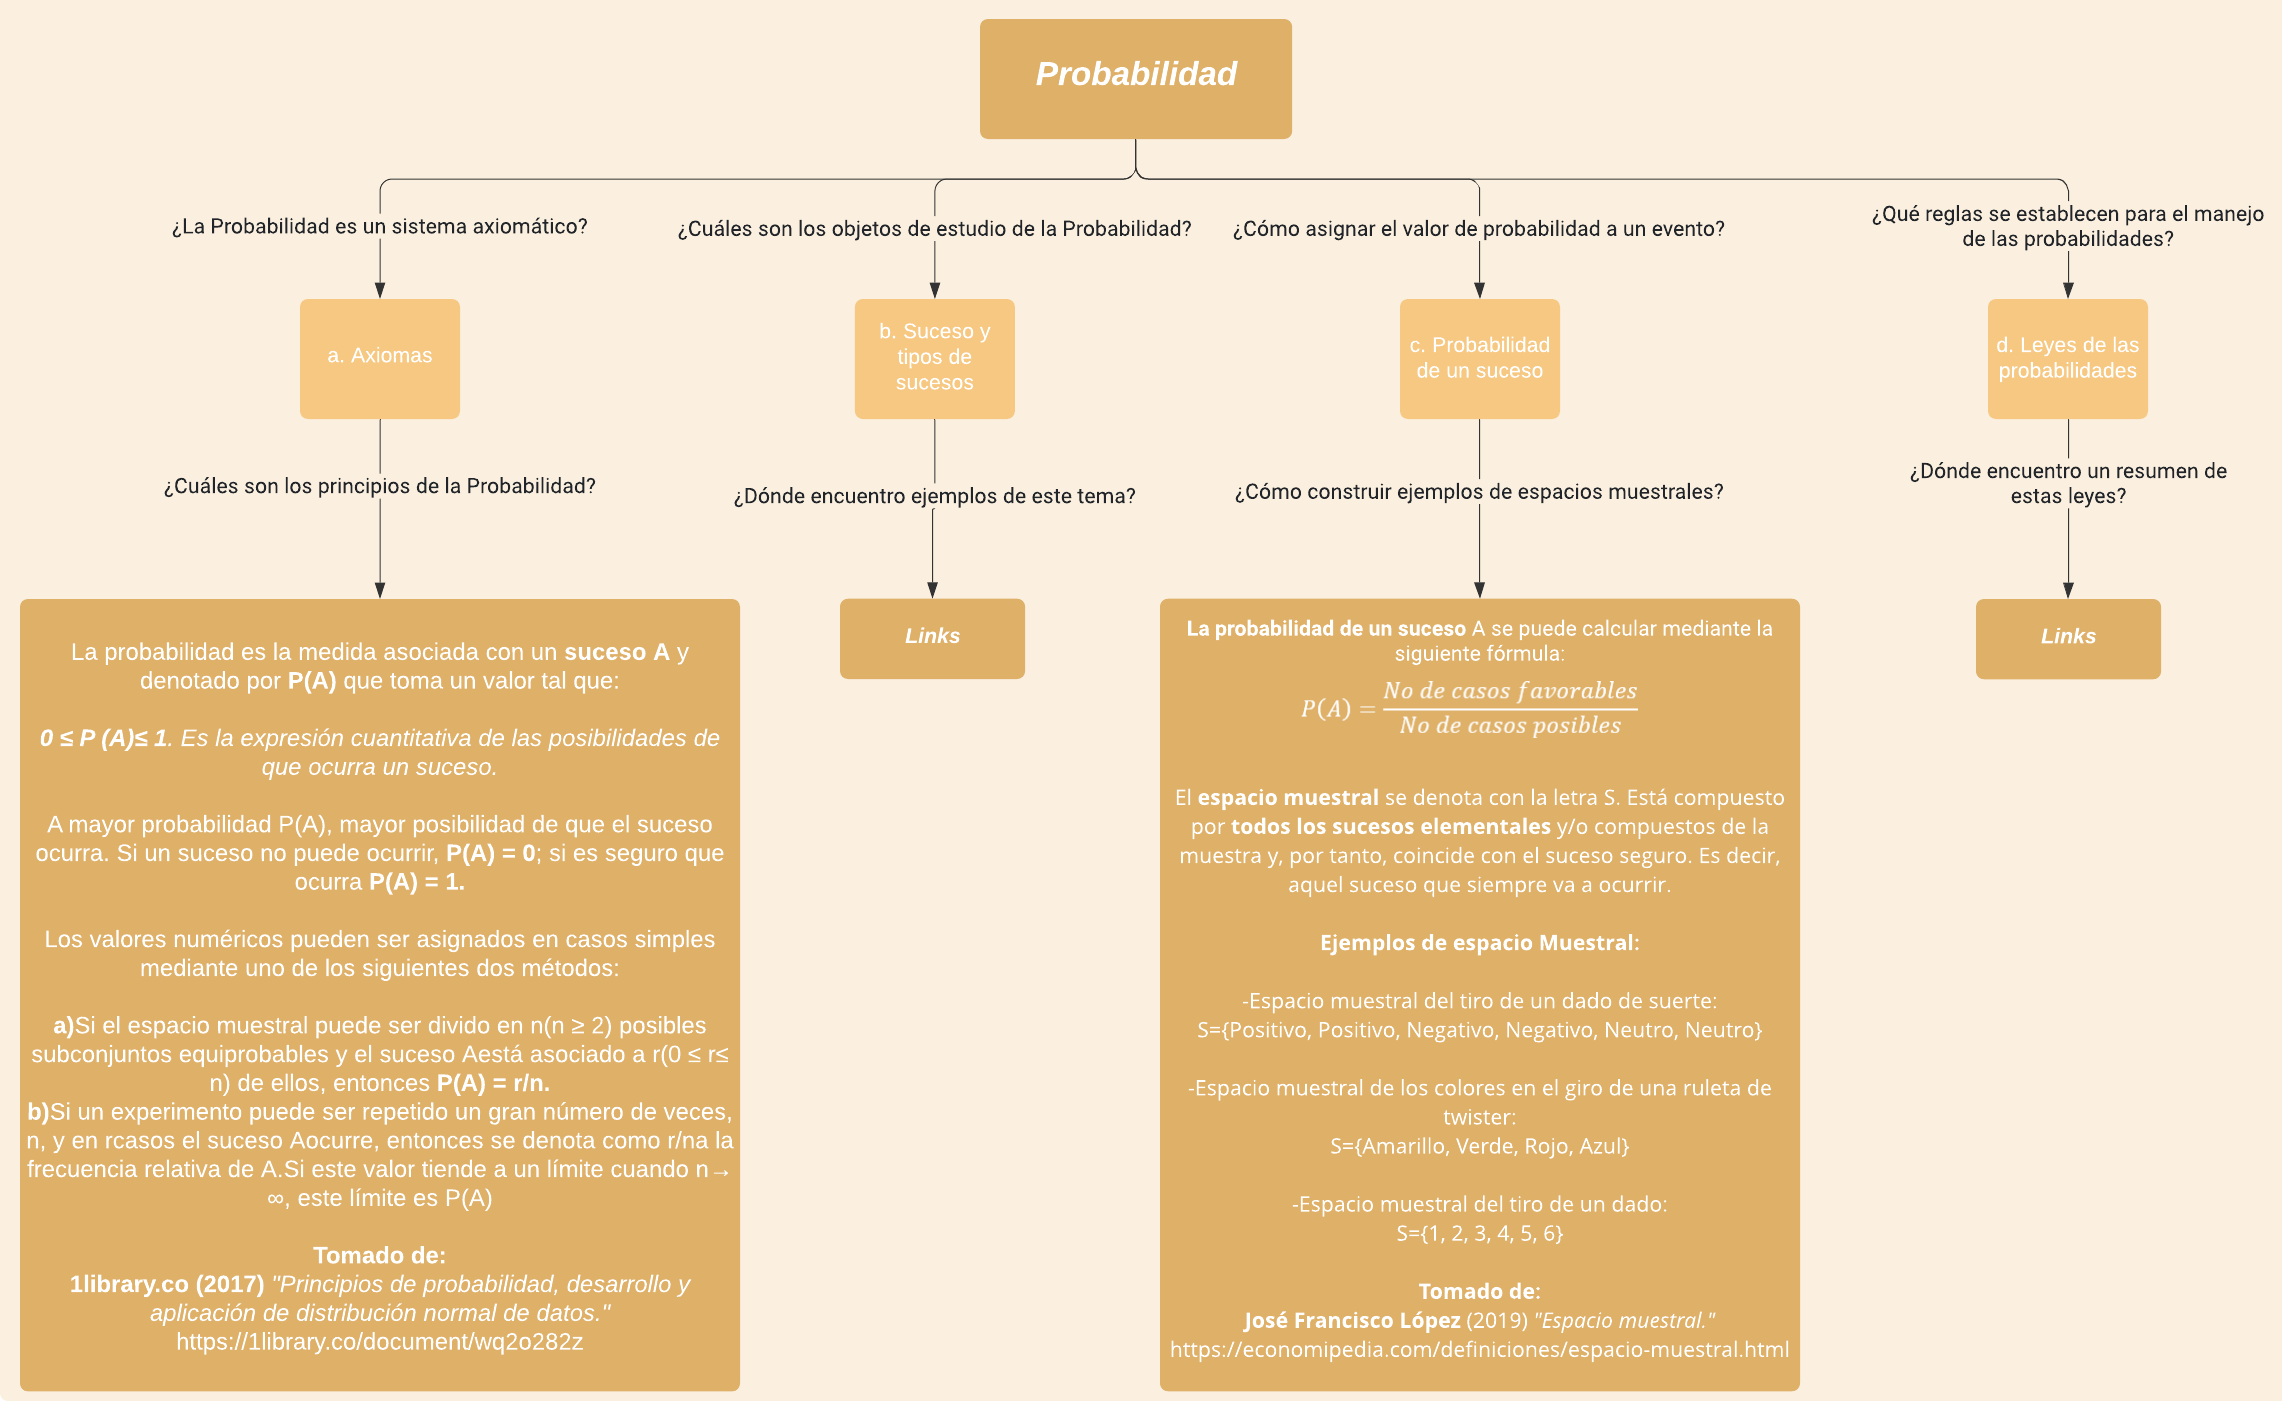 Probabilidad
¿La Probabilidad es un sistema axiomático?
¿Cuáles son los objetos de estudio de la Probabilidad?
¿Cómo asignar el valor de probabilidad a un evento?
¿Qué reglas se establecen para el manejo
de las probabilidades?
a. Axiomas
b. Suceso y
tipos de
sucesos
c. Probabilidad
de un suceso
d. Leyes de las
probabilidades
¿Cuáles son los principios de la Probabilidad?
¿Dónde encuentro ejemplos de este tema?
¿Cómo construir ejemplos de espacios muestrales?
¿Dónde encuentro un resumen de
estas leyes?
La probabilidad es la medida asociada con un suceso A y
denotado por P(A) que toma un valor tal que:
0 ≤ P (A)≤ 1. Es la expresión cuantitativa de las posibilidades de
que ocurra un suceso.
A mayor probabilidad P(A), mayor posibilidad de que el suceso
ocurra. Si un suceso no puede ocurrir, P(A) = 0; si es seguro que
ocurra P(A) = 1.
Los valores numéricos pueden ser asignados en casos simples
mediante uno de los siguientes dos métodos:
a)Si el espacio muestral puede ser divido en n(n ≥ 2) posibles
subconjuntos equiprobables y el suceso Aestá asociado a r(0 ≤ r≤
n) de ellos, entonces P(A) = r/n.
b)Si un experimento puede ser repetido un gran número de veces,
n, y en rcasos el suceso Aocurre, entonces se denota como r/na la
frecuencia relativa de A.Si este valor tiende a un límite cuando n→
∞, este límite es P(A)
Tomado de:
1library.co (2017) "Principios de probabilidad, desarrollo y
aplicación de distribución normal de datos."
https://1library.co/document/wq2o282z
Links
La probabilidad de un suceso A se puede calcular mediante la
siguiente fórmula:
P(A) = No de casos favorables
No de casos posibles
El espacio muestral se denota con la letra S. Está compuesto
por todos los sucesos elementales y/o compuestos de la
muestra y, por tanto, coincide con el suceso seguro. Es decir,
aquel suceso que siempre va a ocurrir.
Ejemplos de espacio Muestral:
-Espacio muestral del tiro de un dado de suerte:
S={Positivo, Positivo, Negativo, Negativo, Neutro, Neutro}
-Espacio muestral de los colores en el giro de una ruleta de
twister:
S={Amarillo, Verde, Rojo, Azul}
-Espacio muestral del tiro de un dado:
S={1, 2, 3, 4, 5, 6}
Tomado de:
José Francisco López (2019) "Espacio muestral."
https://economipedia.com/definiciones/espacio-muestral.html
Links